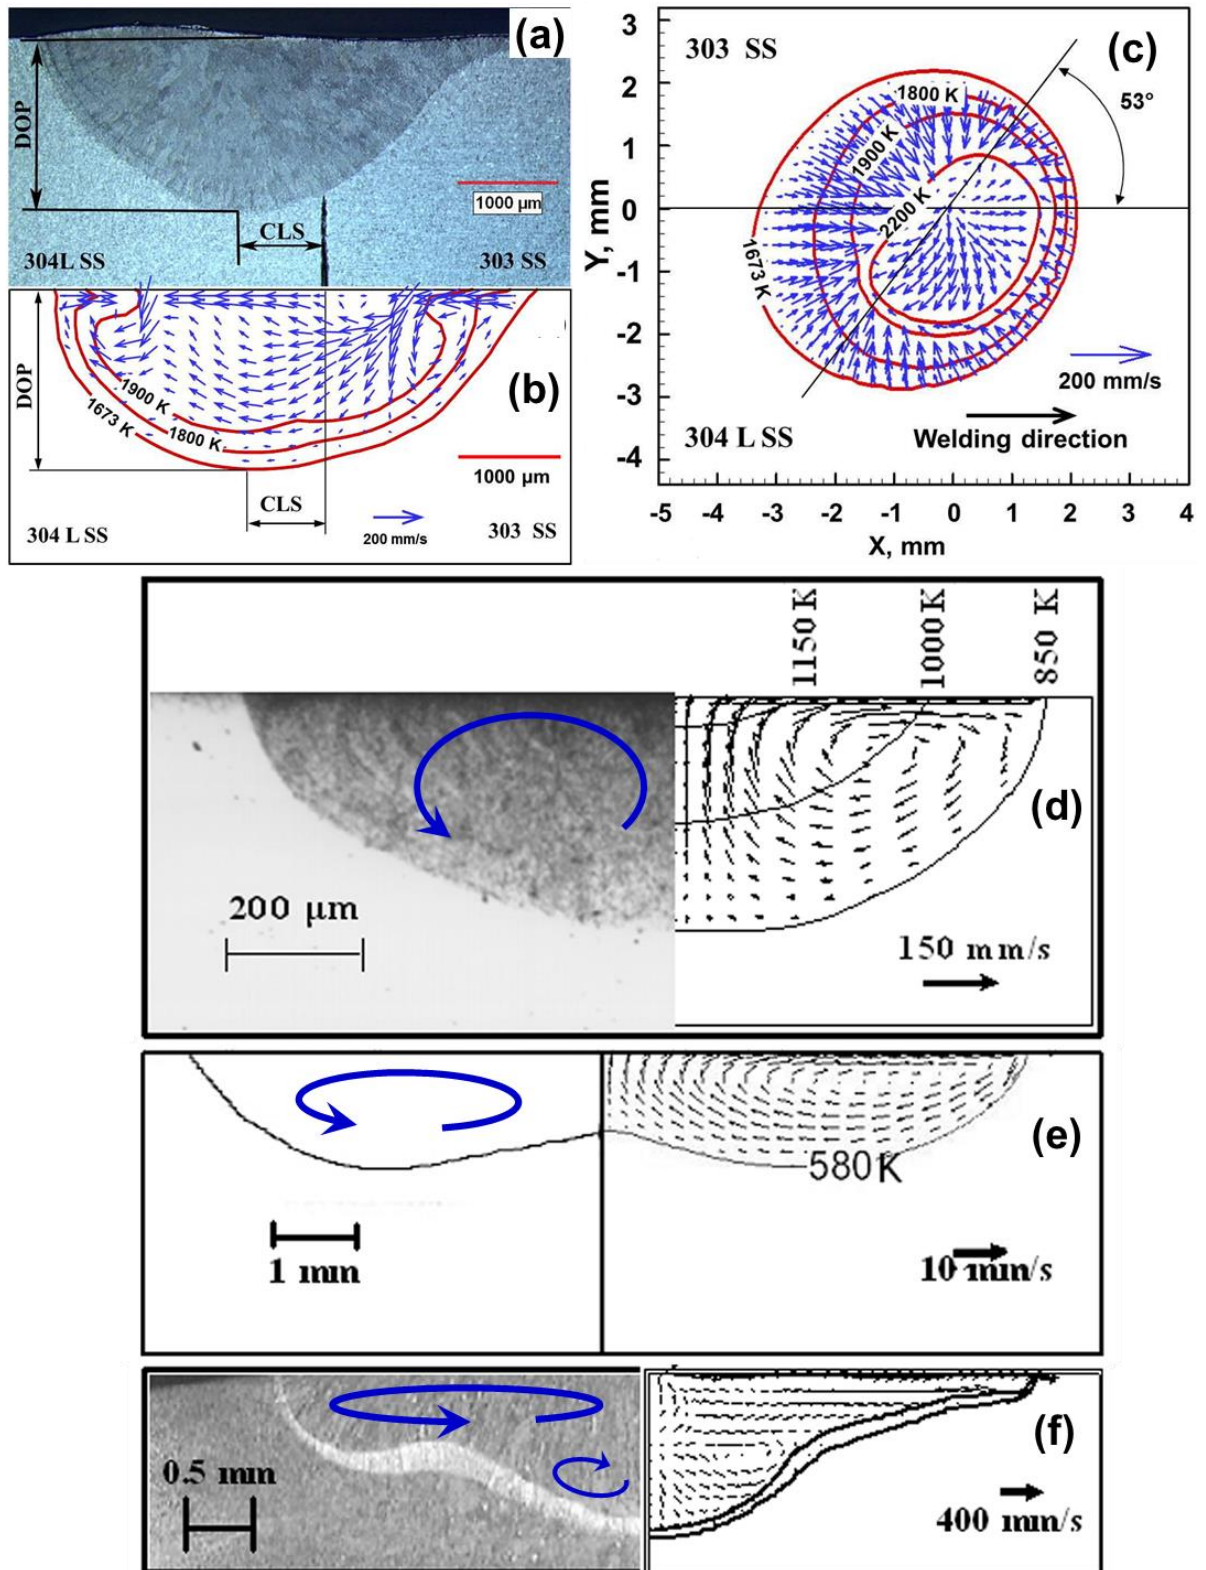 (a)
DOP
1000 μm
CLS
304L SS
303 SS
(b)
DOP
1900 K
1673 K
1800 K
1000 μm
CLS
304 L SS
200 mm/s
303 SS
(c)
303 SS
53°
1800 K
1900 K
2200 K
1673 K
200 mm/s
304 L SS
Welding direction
Y, mm
3
2
1
0
-1
-2
-3
-4
-5 -4 -3 -2 -1 0 1 2 3 4
X, mm
1150 K
1000 K
850 K
(d)
200 μm
150 mm/s
(e)
580 K
1 mm
10 mm/s
(f)
0.5 mm
400 mm/s